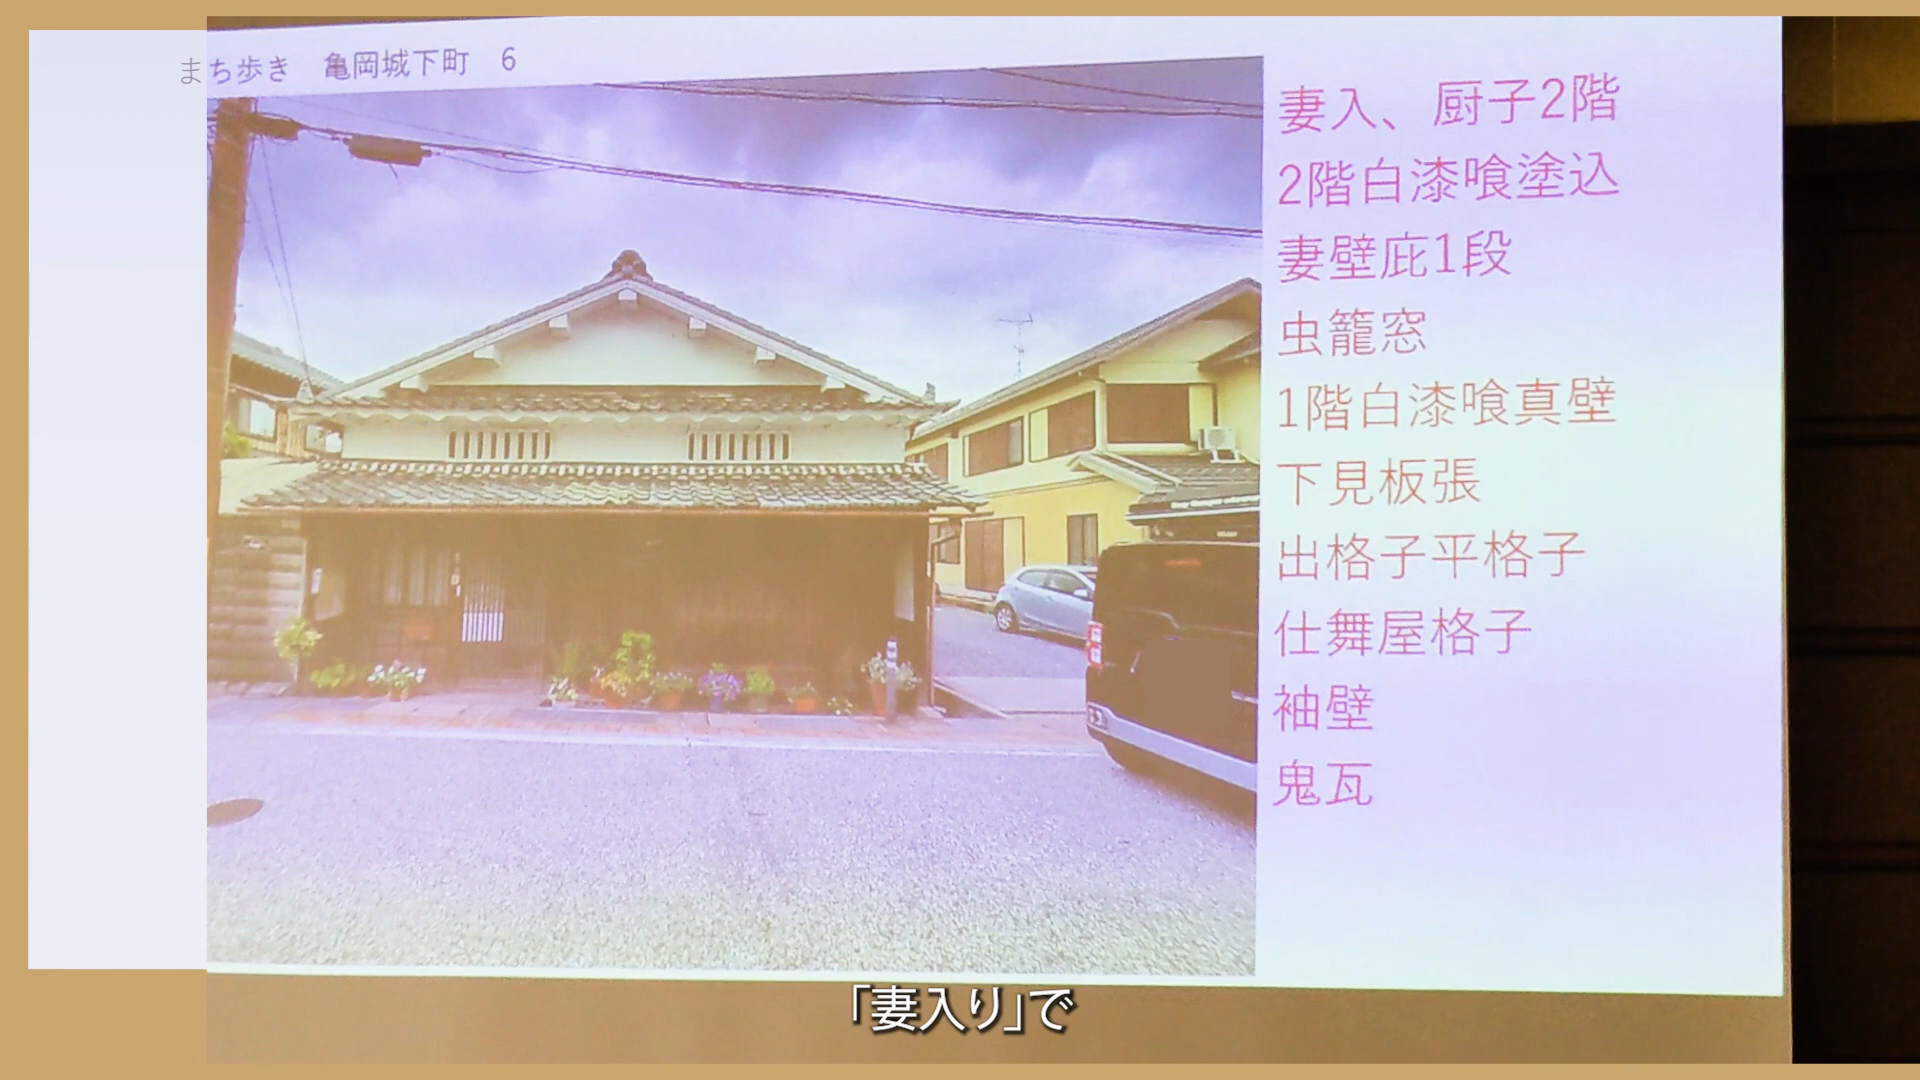 まち歩き　亀岡城下町　6
妻入、厨子2階
2階白漆喰塗込
妻壁庇1段
虫籠窓
1階白漆喰真壁
下見板張
出格子平格子
仕舞屋格子
袖壁
鬼瓦
「妻入り」で